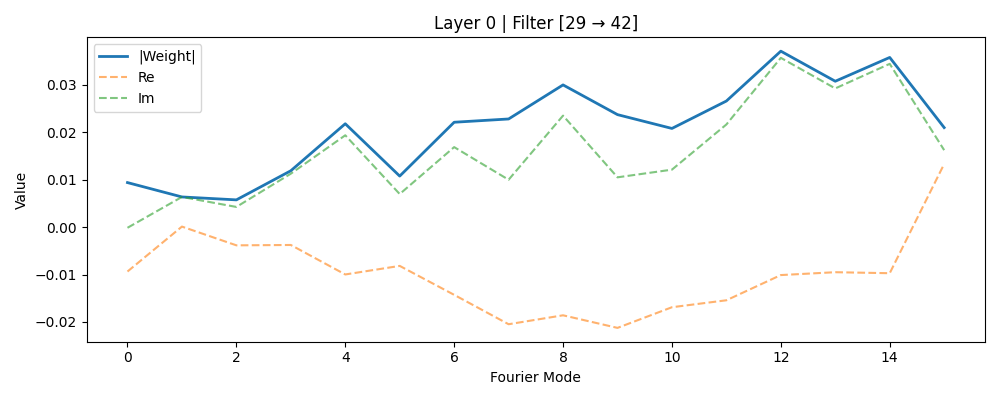 Layer 0 | Filter [29 → 42]
|Weight|
Re
Im
0.03
0.02
0.01
0.00
−0.01
−0.02
Value
0 2 4 6 8 10 12 14
Fourier Mode